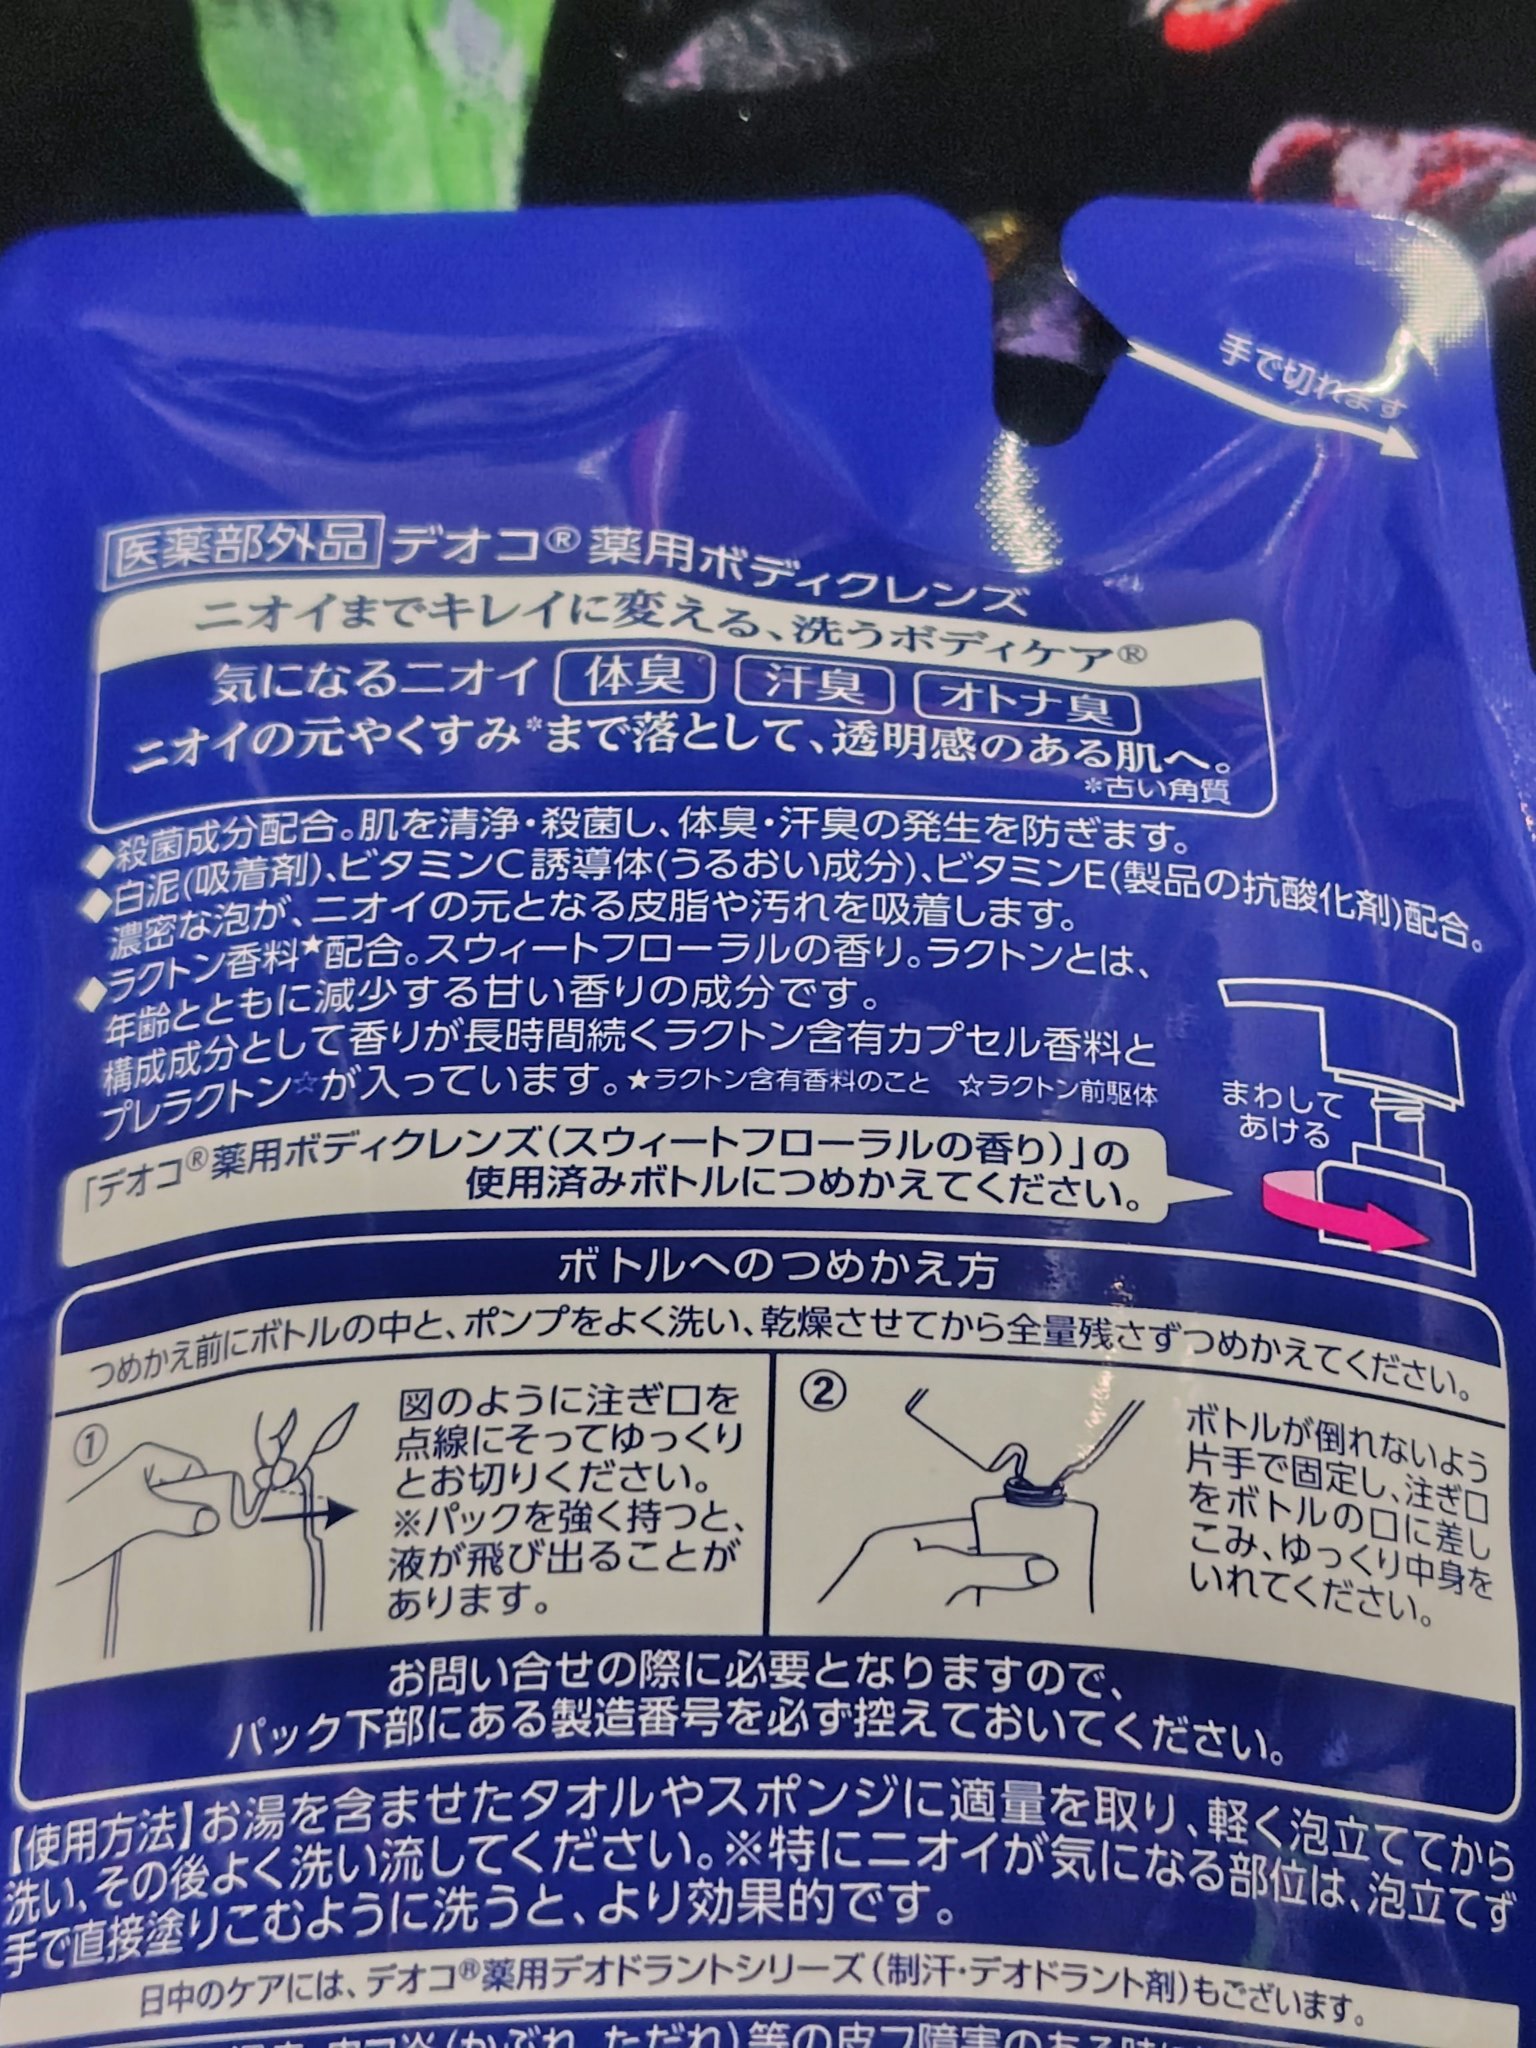 手で切れます
医薬部外品 デオコ® 薬用ボディクレンズ
ニオイまでキレイに変える、洗うボディケア®
気になるニオイ 体臭 汗臭 オトナ臭
ニオイの元やくすみ*まで落として、透明感のある肌へ。
*古い角質
◆殺菌成分配合。肌を清浄・殺菌し、体臭・汗臭の発生を防ぎます。
◆白泥(吸着剤)、ビタミンC誘導体(うるおい成分)、ビタミンE(製品の抗酸化剤)配合。
濃密な泡が、ニオイの元となる皮脂や汚れを吸着します。
◆ラクトン香料★配合。スウィートフローラルの香り。ラクトンとは、
年齢とともに減少する甘い香りの成分です。
構成成分として香りが長時間続くラクトン含有カプセル香料と
プレラクトン☆が入っています。★ラクトン含有香料のこと ☆ラクトン前駆体
まわして
あける
「デオコ®薬用ボディクレンズ(スウィートフローラルの香り)」の
使用済みボトルにつめかえてください。
ボトルへのつめかえ方
つめかえ前にボトルの中と、ポンプをよく洗い、乾燥させてから全量残さずつめかえてください。
①
図のように注ぎ口を
点線にそってゆっくり
とお切りください。
※パックを強く持つと、
液が飛び出ることが
あります。
②
ボトルが倒れないよう
片手で固定し、注ぎ口
をボトルの口に差し
こみ、ゆっくり中身を
いれてください。
お問い合せの際に必要となりますので、
パック下部にある製造番号を必ず控えておいてください。
【使用方法】お湯を含ませたタオルやスポンジに適量を取り、軽く泡立ててから
洗い、その後よく洗い流してください。※特にニオイが気になる部位は、泡立てず
手で直接塗りこむように洗うと、より効果的です。
日中のケアには、デオコ®薬用デオドラントシリーズ(制汗・デオドラント剤)もございます。
(かぶれ、ただれ)等の皮フ障害のある時に